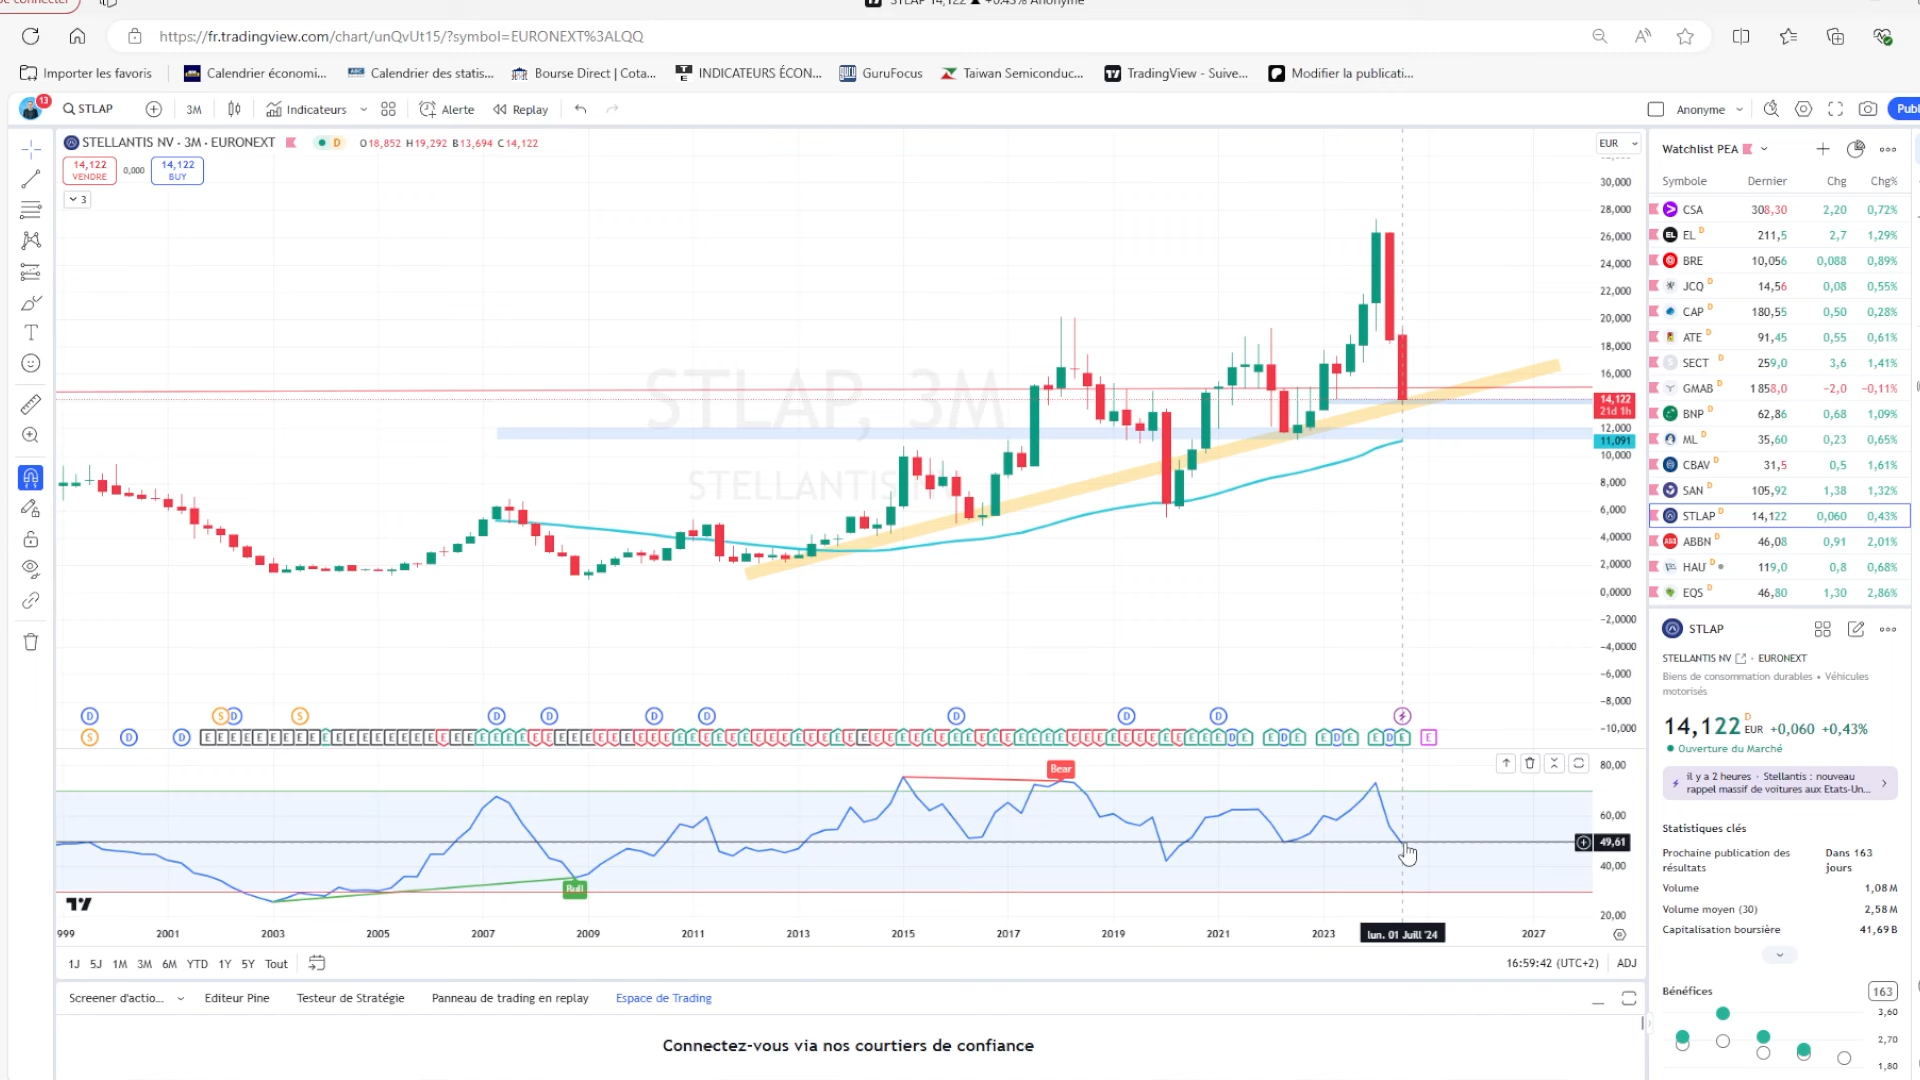 STLAP 14,122 ▲ +0.43% Anonyme
https://fr.tradingview.com/chart/unQvUt15/?symbol=EURONEXT%3ALQQ
Importer les favoris
Calendrier économi...
Calendrier des statis...
Bourse Direct | Cota...
INDICATEURS ÉCON...
GuruFocus
Taiwan Semiconduc...
TradingView - Suive...
Modifier la publicati...
13 STLAP 3M Indicateurs Alerte Replay Anonyme Publ
STELLANTIS NV · 3M · EURONEXT D O18,852 H19,292 B13,694 C14,122
14,122 VENDRE 0,000 14,122 BUY
3
EUR
30,000
28,000
26,000
24,000
22,000
20,000
18,000
16,000
14,122
21d 1h
12,000
11,091
10,000
8,000
6,000
4,0000
2,0000
0,0000
−2,0000
−4,0000
−6,000
−8,000
−10,000
STLAP, 3M
STELLANTIS
Bear
Bull
80,00
60,00
49,61
40,00
20,00
999 2001 2003 2005 2007 2009 2011 2013 2015 2017 2019 2021 2023 lun. 01 Juill '24 2027
1J 5J 1M 3M 6M YTD 1Y 5Y Tout 16:59:42 (UTC+2) ADJ
Screener d'actio... Editeur Pine Testeur de Stratégie Panneau de trading en replay Espace de Trading
Connectez-vous via nos courtiers de confiance
Watchlist PEA
Symbole Dernier Chg Chg%
CSA 308,30 2,20 0,72%
EL D 211,5 2,7 1,29%
BRE 10,056 0,088 0,89%
JCQ D 14,56 0,08 0,55%
CAP D 180,55 0,50 0,28%
ATE D 91,45 0,55 0,61%
SECT D 259,0 3,6 1,41%
GMAB D 1858,0 −2,0 −0,11%
BNP D 62,86 0,68 1,09%
ML D 35,60 0,23 0,65%
CBAV D 31,5 0,5 1,61%
SAN D 105,92 1,38 1,32%
STLAP D 14,122 0,060 0,43%
ABBN D 46,08 0,91 2,01%
HAU D 119,0 0,8 0,68%
EQS D 46,80 1,30 2,86%
STLAP
STELLANTIS NV · EURONEXT
Biens de consommation durables • Véhicules
motorisés
14,122 D EUR +0,060 +0,43%
Ouverture du Marché
il y a 2 heures · Stellantis : nouveau
rappel massif de voitures aux Etats-Un...
Statistiques clés
Prochaine publication des résultats Dans 163 jours
Volume 1,08 M
Volume moyen (30) 2,58 M
Capitalisation boursière 41,69 B
Bénéfices 163
3,60
2,70
1,80